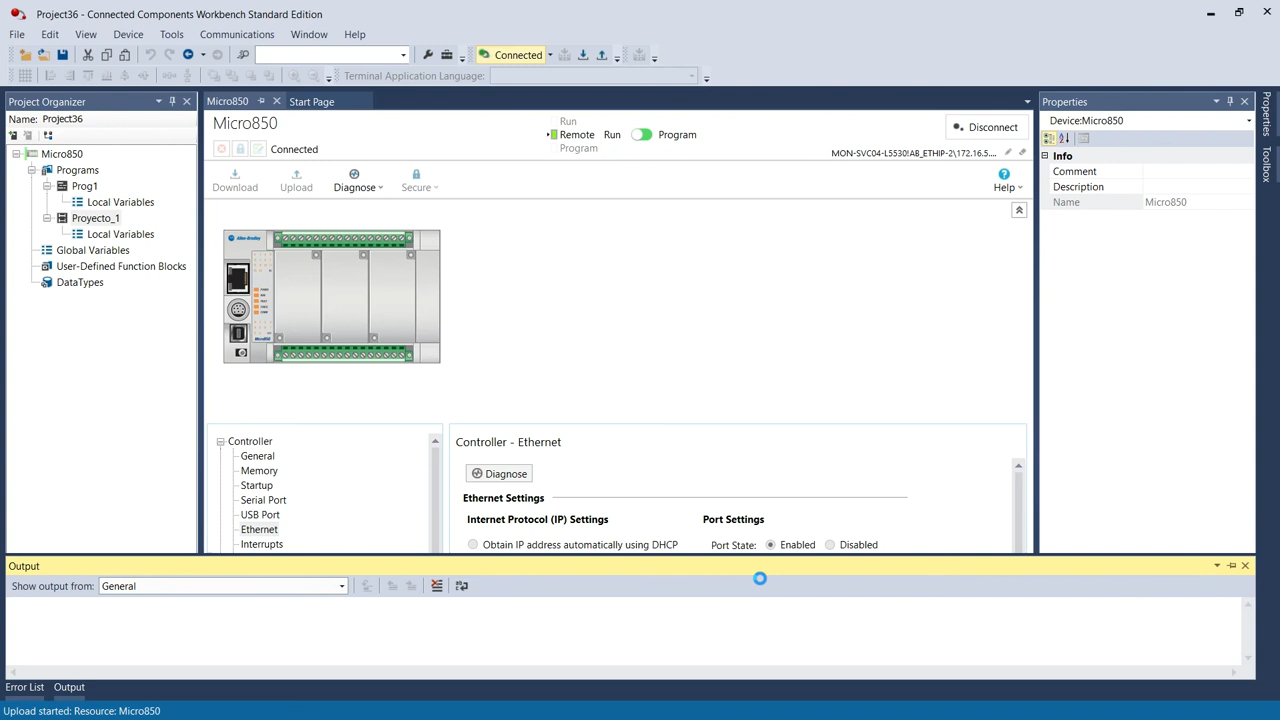 Project36 - Connected Components Workbench Standard Edition
File Edit View Device Tools Communications Window Help
Connected
Terminal Application Language:
Project Organizer
Name: Project36
Micro850
Programs
Prog1
Local Variables
Proyecto_1
Local Variables
Global Variables
User-Defined Function Blocks
DataTypes
Micro850 Start Page
Micro850
Run
Remote Run Program
Program
Connected
Disconnect
MON-SVC04-L5530!AB_ETHIP-2\172.16.5....
Download Upload Diagnose Secure Help
Allen-Bradley
Micro850
Controller
General
Memory
Startup
Serial Port
USB Port
Ethernet
Interrupts
Controller - Ethernet
Diagnose
Ethernet Settings
Internet Protocol (IP) Settings Port Settings
Obtain IP address automatically using DHCP Port State: Enabled Disabled
Properties
Device:Micro850
Info
Comment
Description
Name Micro850
Properties
Toolbox
Output
Show output from: General
Error List Output
Upload started: Resource: Micro850